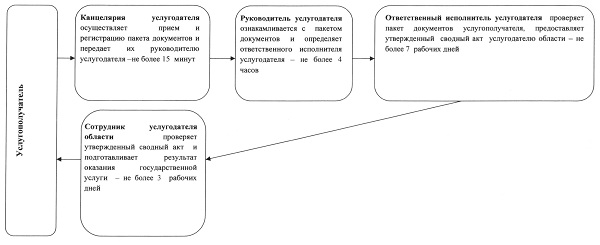 Услугополучатель
Канцелярия услугодателя
осуществляет прием и
регистрацию пакета документов и
передает их руководителю
услугодателя –не более 15 минут
Руководитель услугодателя
ознакамливается с пакетом
документов и определяет
ответственного исполнителя
услугодателя – не более 4
часов
Ответственный исполнитель услугодателя проверяет
пакет документов услугополучателя, предоставляет
утвержденный сводный акт услугодателю области – не
более 7 рабочих дней
Сотрудник услугодателя
области проверяет
утвержденный сводный акт и
подготавливает результат
оказания государственной
услуги – не более 3 рабочих
дней